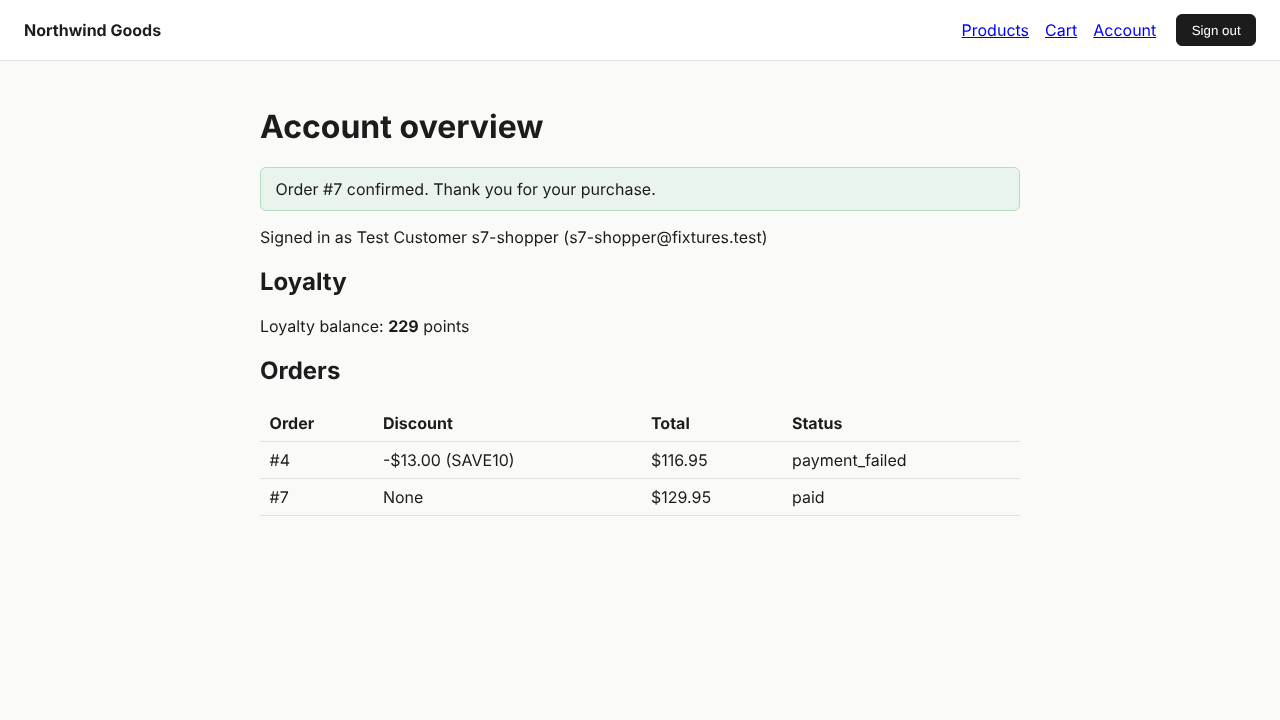 Northwind Goods
Products Cart Account Sign out
Account overview
Order #7 confirmed. Thank you for your purchase.
Signed in as Test Customer s7-shopper (s7-shopper@fixtures.test)
Loyalty
Loyalty balance: 229 points
Orders
Order Discount Total Status
#4 -$13.00 (SAVE10) $116.95 payment_failed
#7 None $129.95 paid